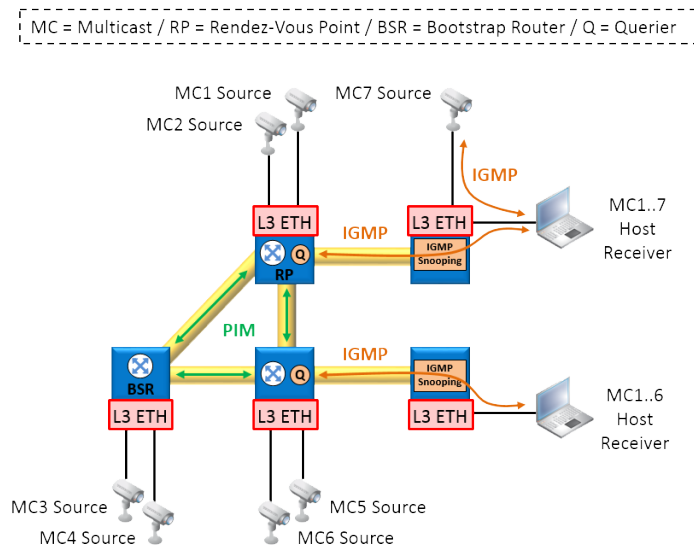 MC = Multicast / RP = Rendez-Vous Point / BSR = Bootstrap Router / Q = Querier
MC1 Source
MC2 Source
MC7 Source
IGMP
L3 ETH
IGMP
L3 ETH
MC1..7
Host
Receiver
Q
RP
IGMP
Snooping
PIM
BSR
Q
IGMP
IGMP
Snooping
L3 ETH
L3 ETH
L3 ETH
MC1..6
Host
Receiver
MC3 Source
MC4 Source
MC5 Source
MC6 Source